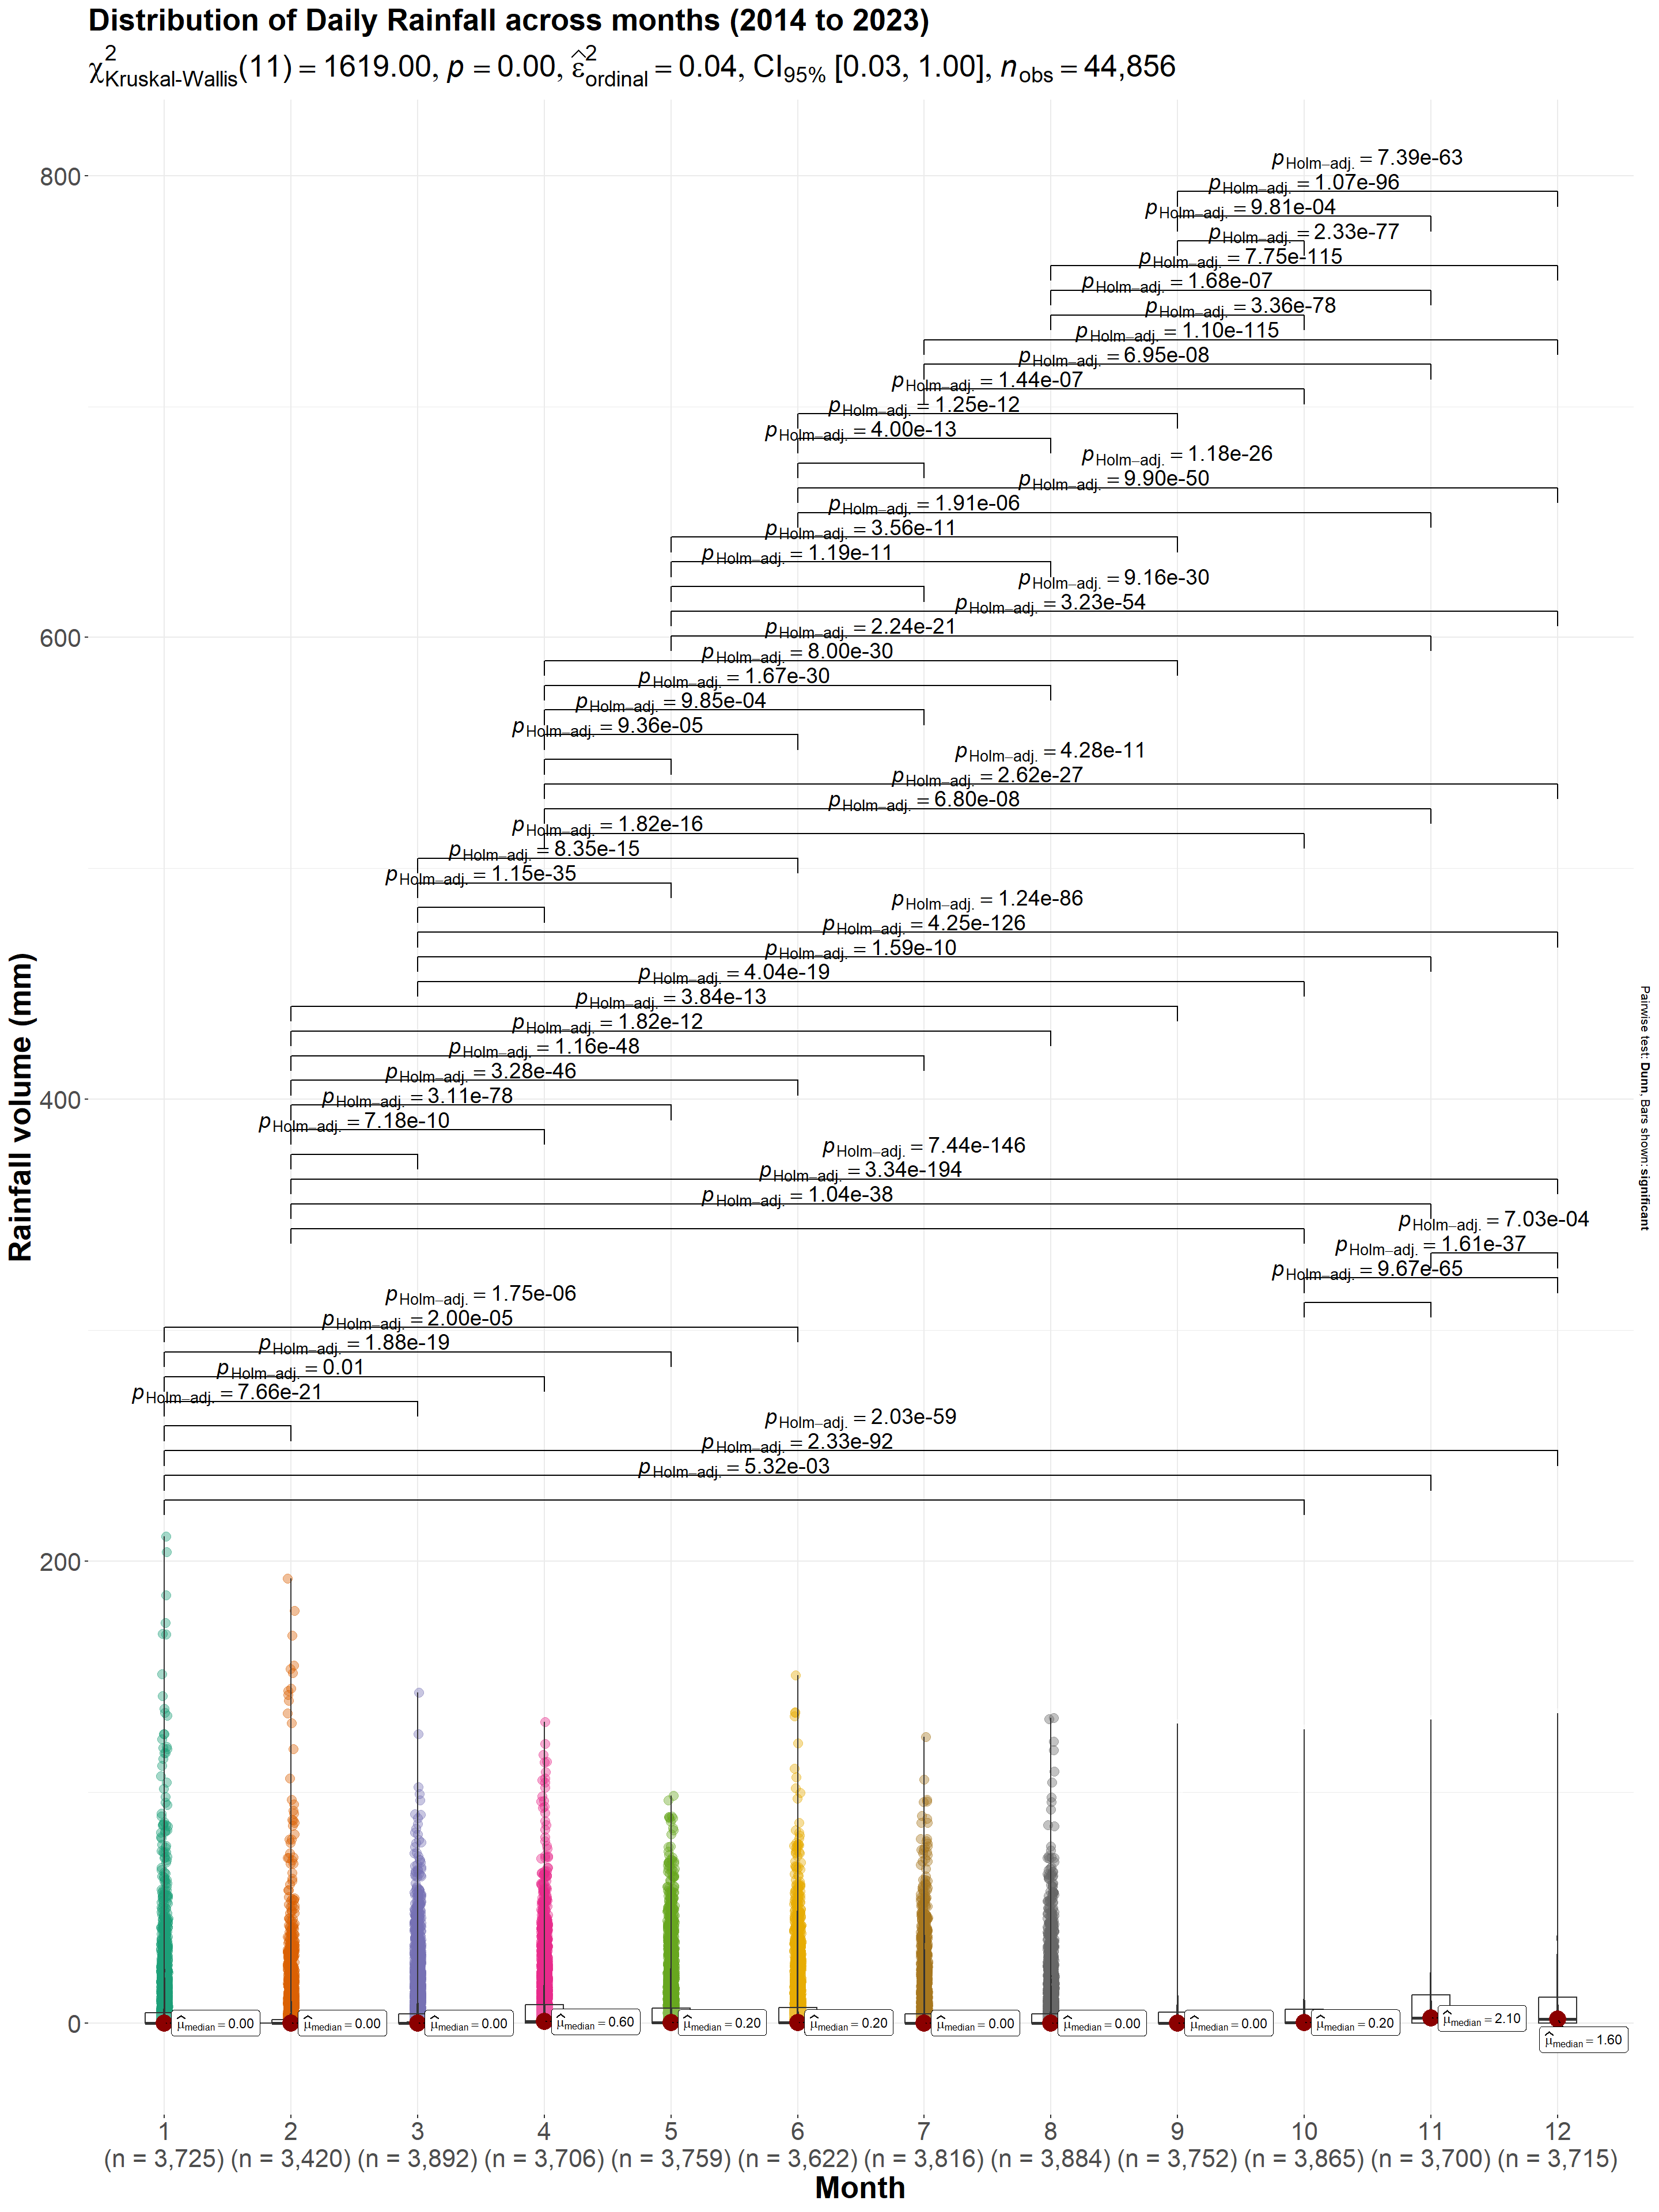 Distribution of Daily Rainfall across months (2014 to 2023)
χ²Kruskal-Wallis(11) = 1619.00, p = 0.00, ε̂²ordinal = 0.04, CI95% [0.03, 1.00], nobs = 44,856
800
pHolm−adj. = 7.39e-63
pHolm−adj. = 1.07e-96
pHolm−adj. = 9.81e-04
pHolm−adj. = 2.33e-77
pHolm−adj. = 7.75e-115
pHolm−adj. = 1.68e-07
pHolm−adj. = 3.36e-78
pHolm−adj. = 1.10e-115
pHolm−adj. = 6.95e-08
pHolm−adj. = 1.44e-07
pHolm−adj. = 1.25e-12
pHolm−adj. = 4.00e-13
pHolm−adj. = 1.18e-26
pHolm−adj. = 9.90e-50
pHolm−adj. = 1.91e-06
pHolm−adj. = 3.56e-11
pHolm−adj. = 1.19e-11
pHolm−adj. = 9.16e-30
pHolm−adj. = 3.23e-54
600
pHolm−adj. = 2.24e-21
pHolm−adj. = 8.00e-30
pHolm−adj. = 1.67e-30
pHolm−adj. = 9.85e-04
pHolm−adj. = 9.36e-05
pHolm−adj. = 4.28e-11
pHolm−adj. = 2.62e-27
pHolm−adj. = 6.80e-08
pHolm−adj. = 1.82e-16
pHolm−adj. = 8.35e-15
pHolm−adj. = 1.15e-35
pHolm−adj. = 1.24e-86
pHolm−adj. = 4.25e-126
pHolm−adj. = 1.59e-10
pHolm−adj. = 4.04e-19
pHolm−adj. = 3.84e-13
pHolm−adj. = 1.82e-12
pHolm−adj. = 1.16e-48
pHolm−adj. = 3.28e-46
pHolm−adj. = 3.11e-78
400
pHolm−adj. = 7.18e-10
pHolm−adj. = 7.44e-146
pHolm−adj. = 3.34e-194
pHolm−adj. = 1.04e-38
pHolm−adj. = 7.03e-04
pHolm−adj. = 1.61e-37
pHolm−adj. = 9.67e-65
pHolm−adj. = 1.75e-06
pHolm−adj. = 2.00e-05
pHolm−adj. = 1.88e-19
pHolm−adj. = 0.01
pHolm−adj. = 7.66e-21
pHolm−adj. = 2.03e-59
pHolm−adj. = 2.33e-92
pHolm−adj. = 5.32e-03
200
0
Rainfall volume (mm)
Pairwise test: Dunn, Bars shown: significant
μ̂median = 0.00
μ̂median = 0.00
μ̂median = 0.00
μ̂median = 0.60
μ̂median = 0.20
μ̂median = 0.20
μ̂median = 0.00
μ̂median = 0.00
μ̂median = 0.00
μ̂median = 0.20
μ̂median = 2.10
μ̂median = 1.60
1 2 3 4 5 6 7 8 9 10 11 12
(n = 3,725) (n = 3,420) (n = 3,892) (n = 3,706) (n = 3,759) (n = 3,622) (n = 3,816) (n = 3,884) (n = 3,752) (n = 3,865) (n = 3,700) (n = 3,715)
Month